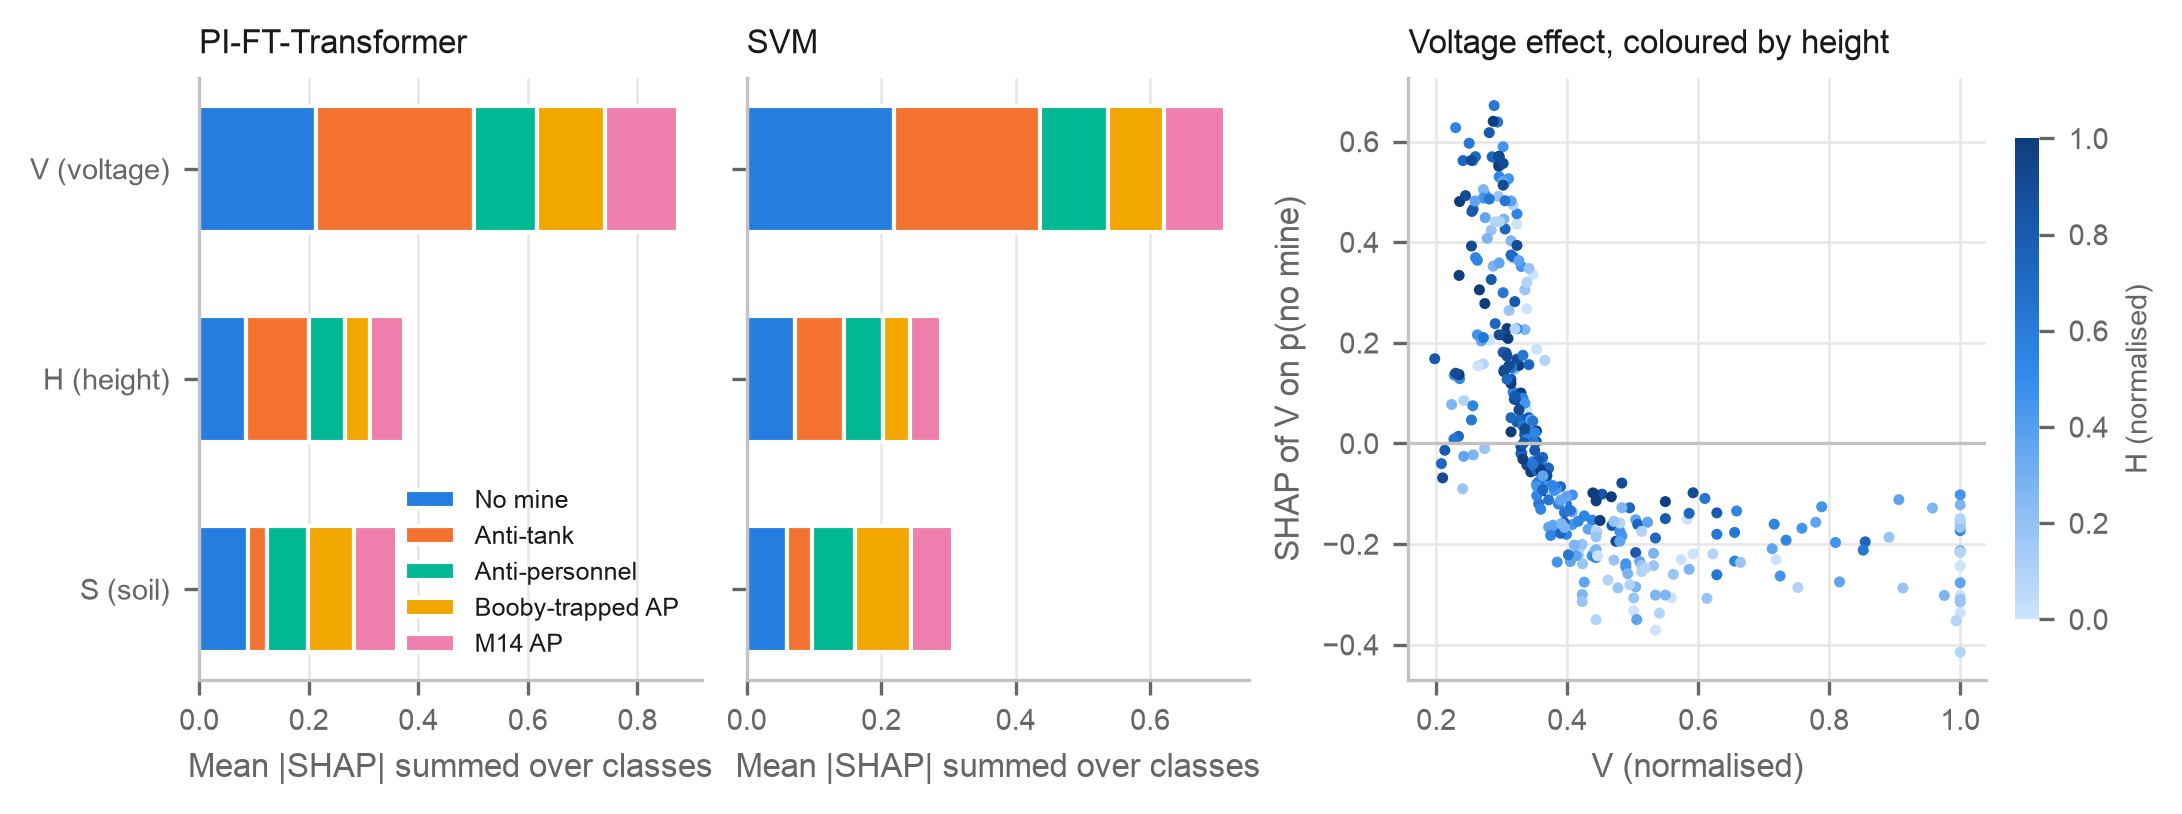 PI-FT-Transformer
V (voltage)
H (height)
S (soil)
No mine
Anti-tank
Anti-personnel
Booby-trapped AP
M14 AP
0.0 0.2 0.4 0.6 0.8
Mean |SHAP| summed over classes
SVM
0.0 0.2 0.4 0.6
Mean |SHAP| summed over classes
Voltage effect, coloured by height
SHAP of V on p(no mine)
0.6
0.4
0.2
0.0
−0.2
−0.4
0.2 0.4 0.6 0.8 1.0
V (normalised)
1.0
0.8
0.6
0.4
0.2
0.0
H (normalised)